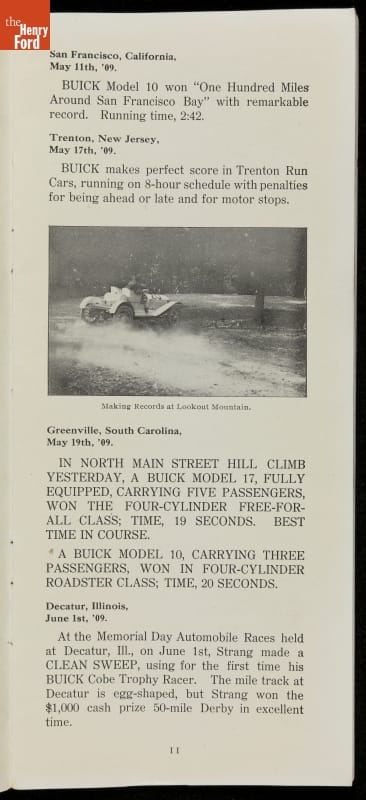 the
Henry
Ford
San Francisco, California,
May 11th, '09.
BUICK Model 10 won "One Hundred Miles
Around San Francisco Bay" with remarkable
record. Running time, 2:42.
Trenton, New Jersey,
May 17th, '09.
BUICK makes perfect score in Trenton Run
Cars, running on 8-hour schedule with penalties
for being ahead or late and for motor stops.
Making Records at Lookout Mountain.
Greenville, South Carolina,
May 19th, '09.
IN NORTH MAIN STREET HILL CLIMB
YESTERDAY, A BUICK MODEL 17, FULLY
EQUIPPED, CARRYING FIVE PASSENGERS,
WON THE FOUR-CYLINDER FREE-FOR-
ALL CLASS; TIME, 19 SECONDS. BEST
TIME IN COURSE.
A BUICK MODEL 10, CARRYING THREE
PASSENGERS, WON IN FOUR-CYLINDER
ROADSTER CLASS; TIME, 20 SECONDS.
Decatur, Illinois,
June 1st, '09.
At the Memorial Day Automobile Races held
at Decatur, Ill., on June 1st, Strang made a
CLEAN SWEEP, using for the first time his
BUICK Cobe Trophy Racer. The mile track at
Decatur is egg-shaped, but Strang won the
$1,000 cash prize 50-mile Derby in excellent
time.
11